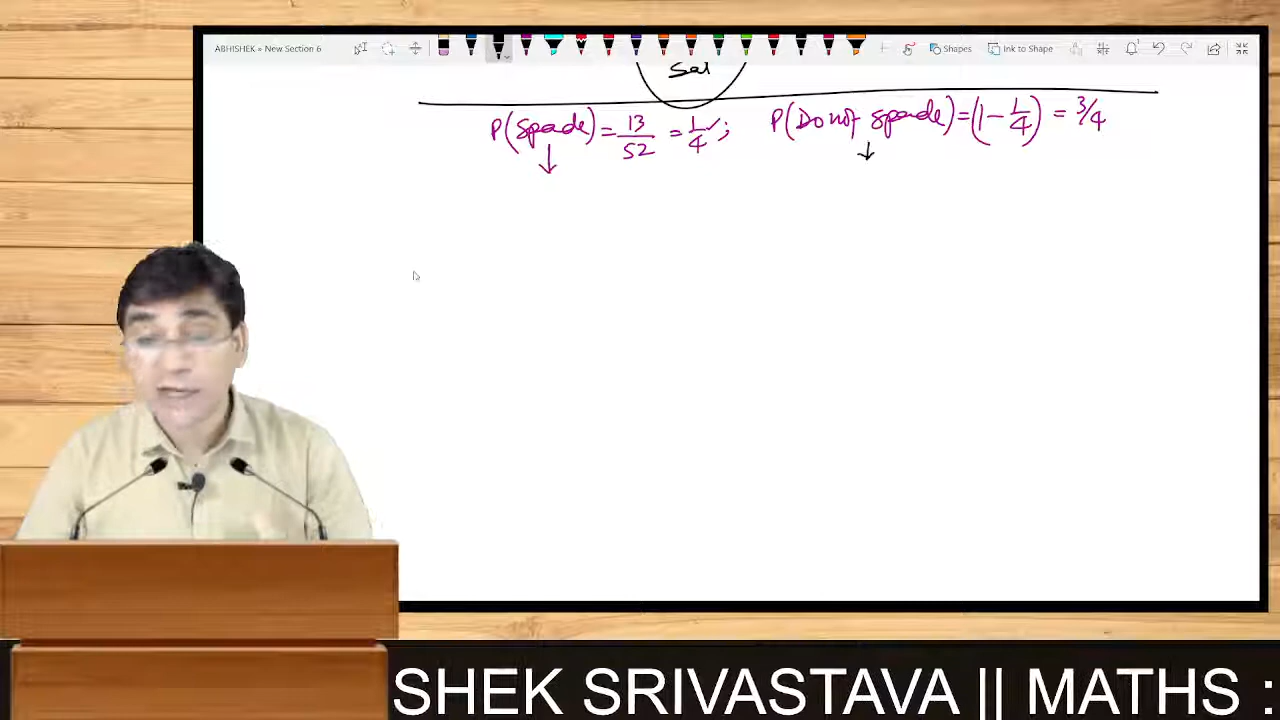 ABHISHEK » New Section 6
Shapes
Ink to Shape
Sol
P(Spade) = 13/52 = 1/4 ✓; P(Do not spade) = (1 - 1/4) = 3/4
↓ ↓
SHEK SRIVASTAVA || MATHS :